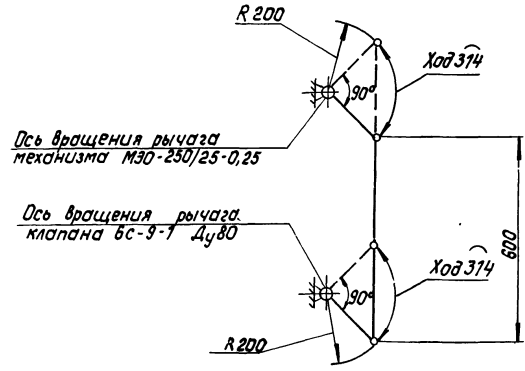 R 200
Ход 314
90°
Ось вращения рычага
механизма МЭО-250/25-0,25
Ось вращения рычага
клапана 6с-9-1 Ду80
600
Ход 314
90°
R 200